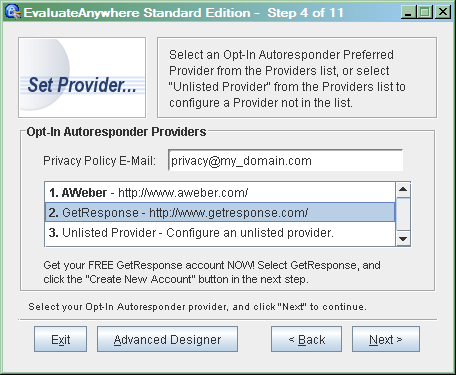 EvaluateAnywhere Standard Edition - Step 4 of 11
Set Provider...
Select an Opt-In Autoresponder Preferred
Provider from the Providers list, or select
"Unlisted Provider" from the Providers list to
configure a Provider not in the list.
Opt-In Autoresponder Providers
Privacy Policy E-Mail: privacy@my_domain.com
1. AWeber - http://www.aweber.com/
2. GetResponse - http://www.getresponse.com/
3. Unlisted Provider - Configure an unlisted provider.
Get your FREE GetResponse account NOW! Select GetResponse, and
click the "Create New Account" button in the next step.
Select your Opt-In Autoresponder provider, and click "Next" to continue.
Exit Advanced Designer < Back Next >